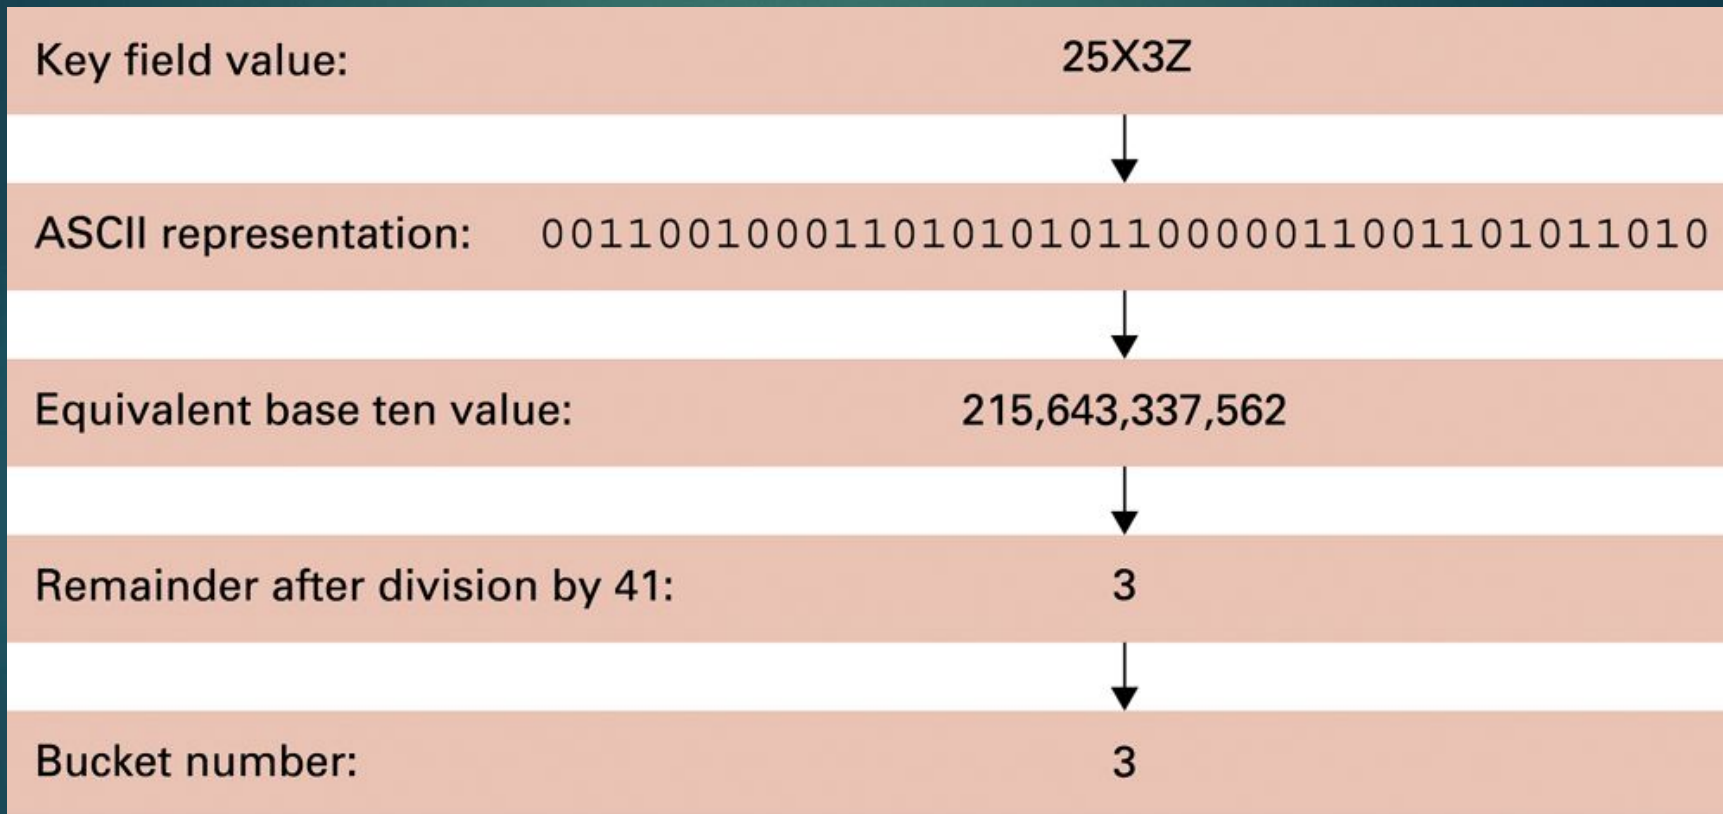 Key field value: 25X3Z
ASCII representation: 0011001000110101010110000011001101011010
Equivalent base ten value: 215,643,337,562
Remainder after division by 41: 3
Bucket number: 3